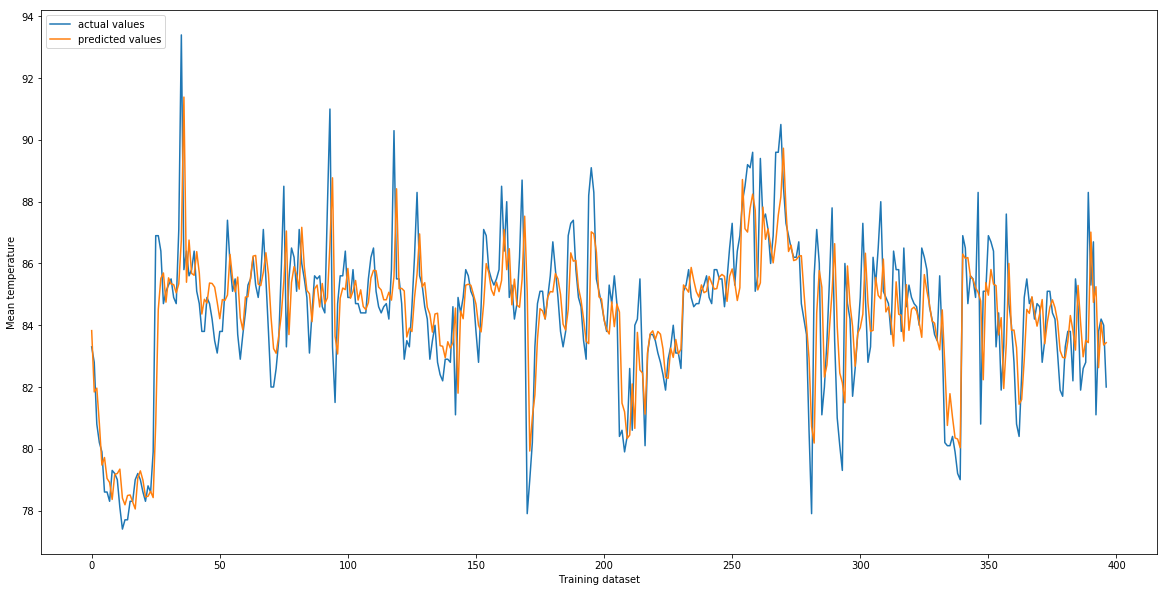 actual values
predicted values
Mean temperature
94
92
90
88
86
84
82
80
78
0 50 100 150 200 250 300 350 400
Training dataset